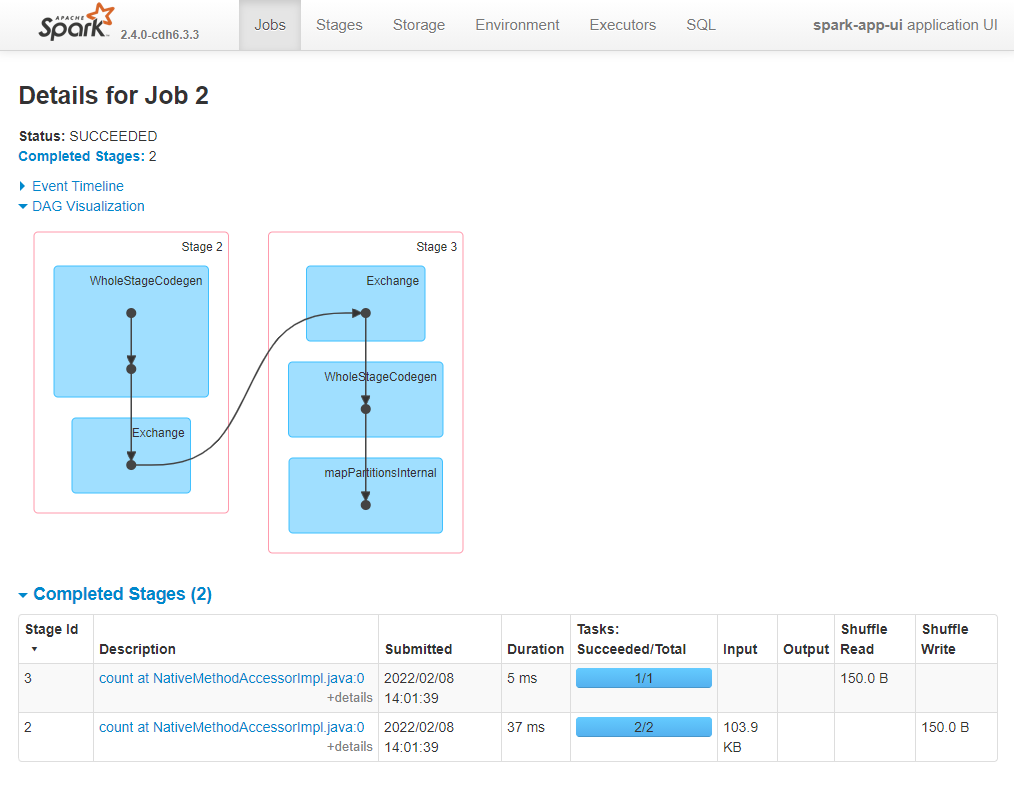 APACHE
Spark 2.4.0-cdh6.3.3 Jobs Stages Storage Environment Executors SQL spark-app-ui application UI
Details for Job 2
Status: SUCCEEDED
Completed Stages: 2
Event Timeline
DAG Visualization
Stage 2
WholeStageCodegen
Exchange
Stage 3
Exchange
WholeStageCodegen
mapPartitionsInternal
Completed Stages (2)
Stage Id ▾ Description Submitted Duration Tasks: Succeeded/Total Input Output Shuffle Read Shuffle Write
3 count at NativeMethodAccessorImpl.java:0 2022/02/08 5 ms 1/1 150.0 B
+details 14:01:39
2 count at NativeMethodAccessorImpl.java:0 2022/02/08 37 ms 2/2 103.9 150.0 B
+details 14:01:39 KB